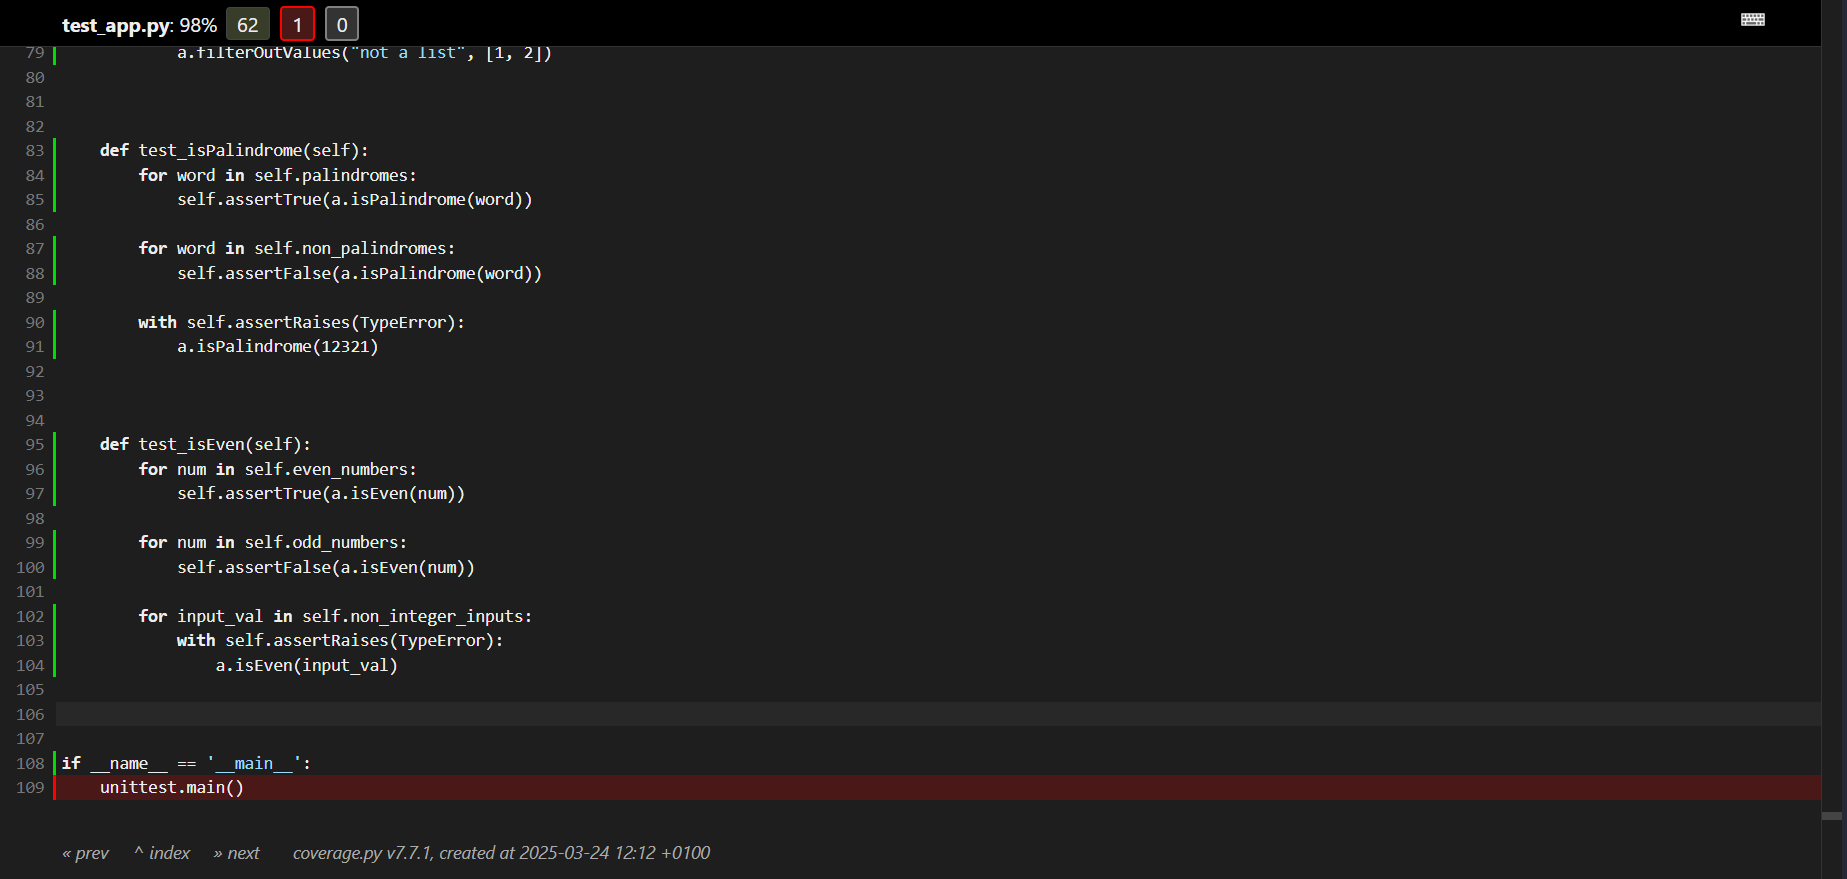 test_app.py: 98% 62 1 0
79 a.filterOutValues("not a list", [1, 2])
80
81
82
83 def test_isPalindrome(self):
84 for word in self.palindromes:
85 self.assertTrue(a.isPalindrome(word))
86
87 for word in self.non_palindromes:
88 self.assertFalse(a.isPalindrome(word))
89
90 with self.assertRaises(TypeError):
91 a.isPalindrome(12321)
92
93
94
95 def test_isEven(self):
96 for num in self.even_numbers:
97 self.assertTrue(a.isEven(num))
98
99 for num in self.odd_numbers:
100 self.assertFalse(a.isEven(num))
101
102 for input_val in self.non_integer_inputs:
103 with self.assertRaises(TypeError):
104 a.isEven(input_val)
105
106
107
108 if __name__ == '__main__':
109 unittest.main()
« prev ^ index » next coverage.py v7.7.1, created at 2025-03-24 12:12 +0100